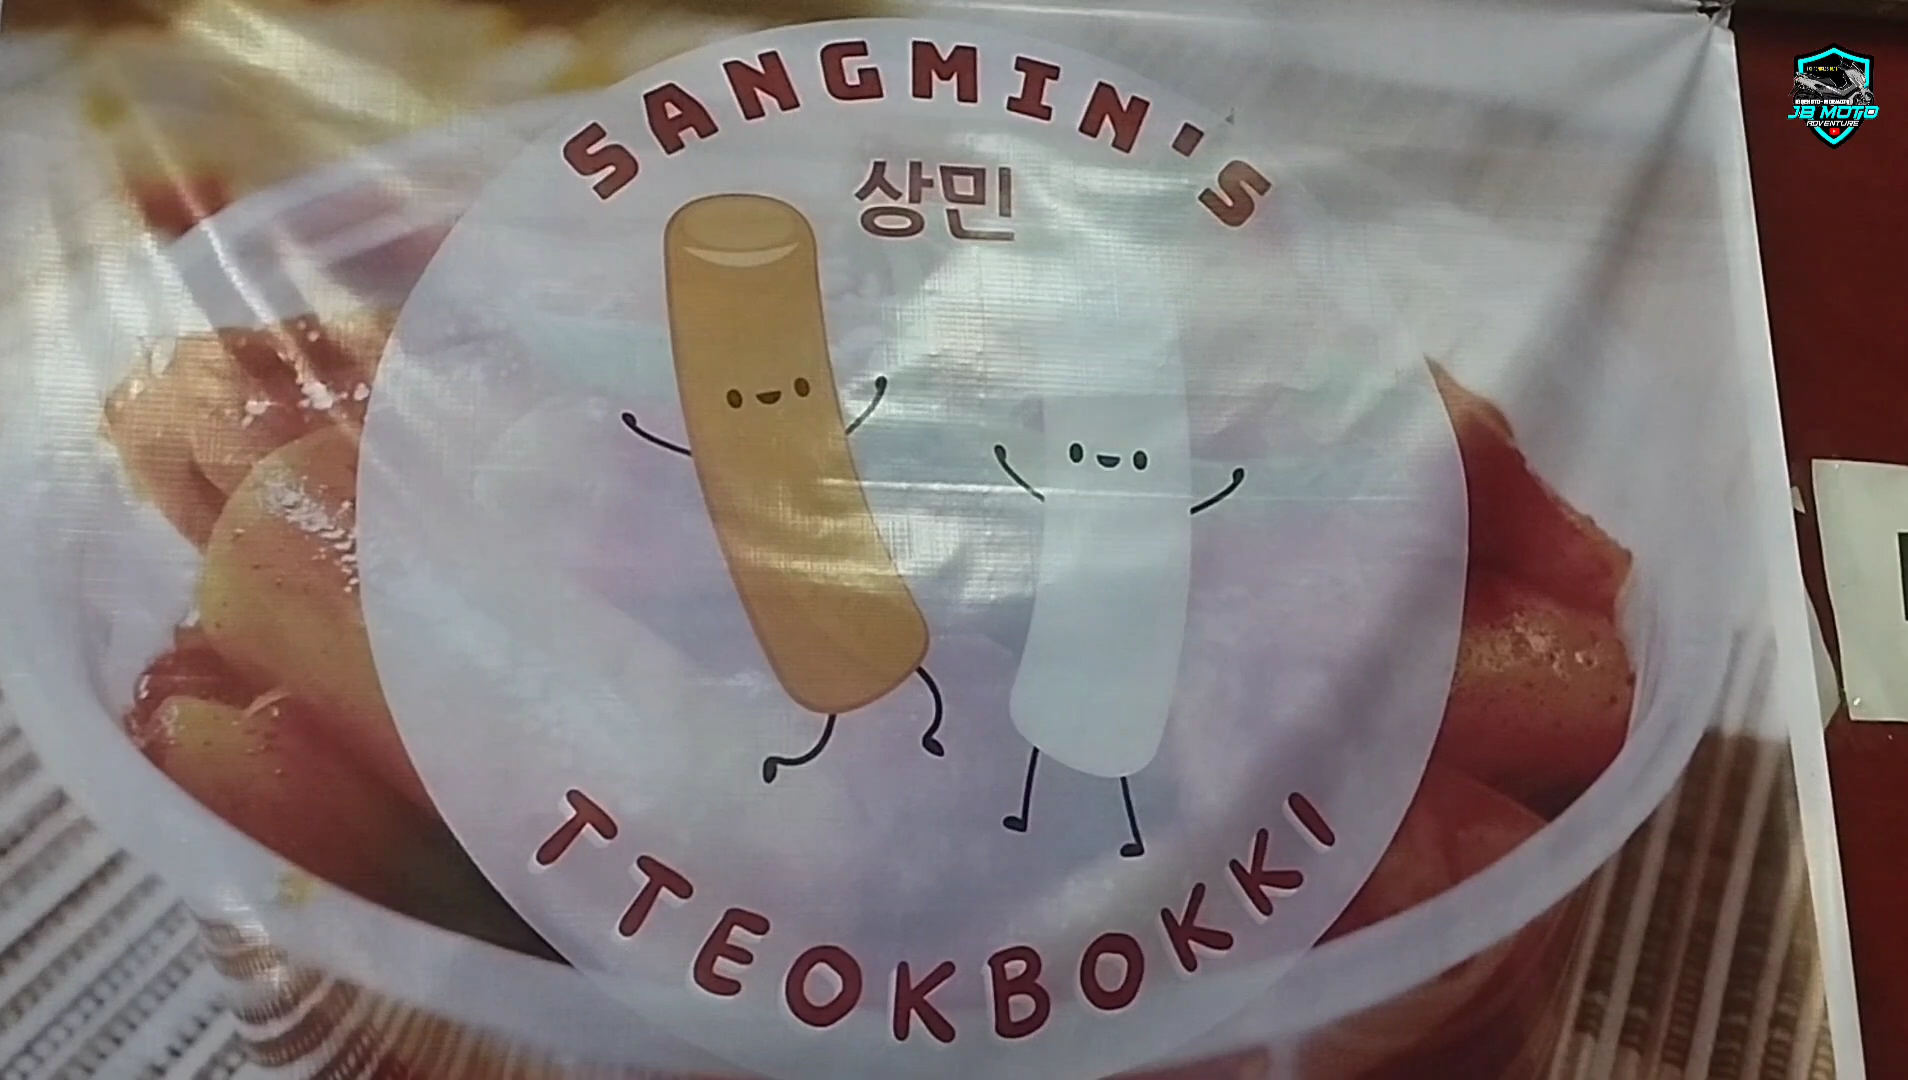 SANGMIN'S
상민
TTEOKBOKKI
JB MOTO
ADVENTURE